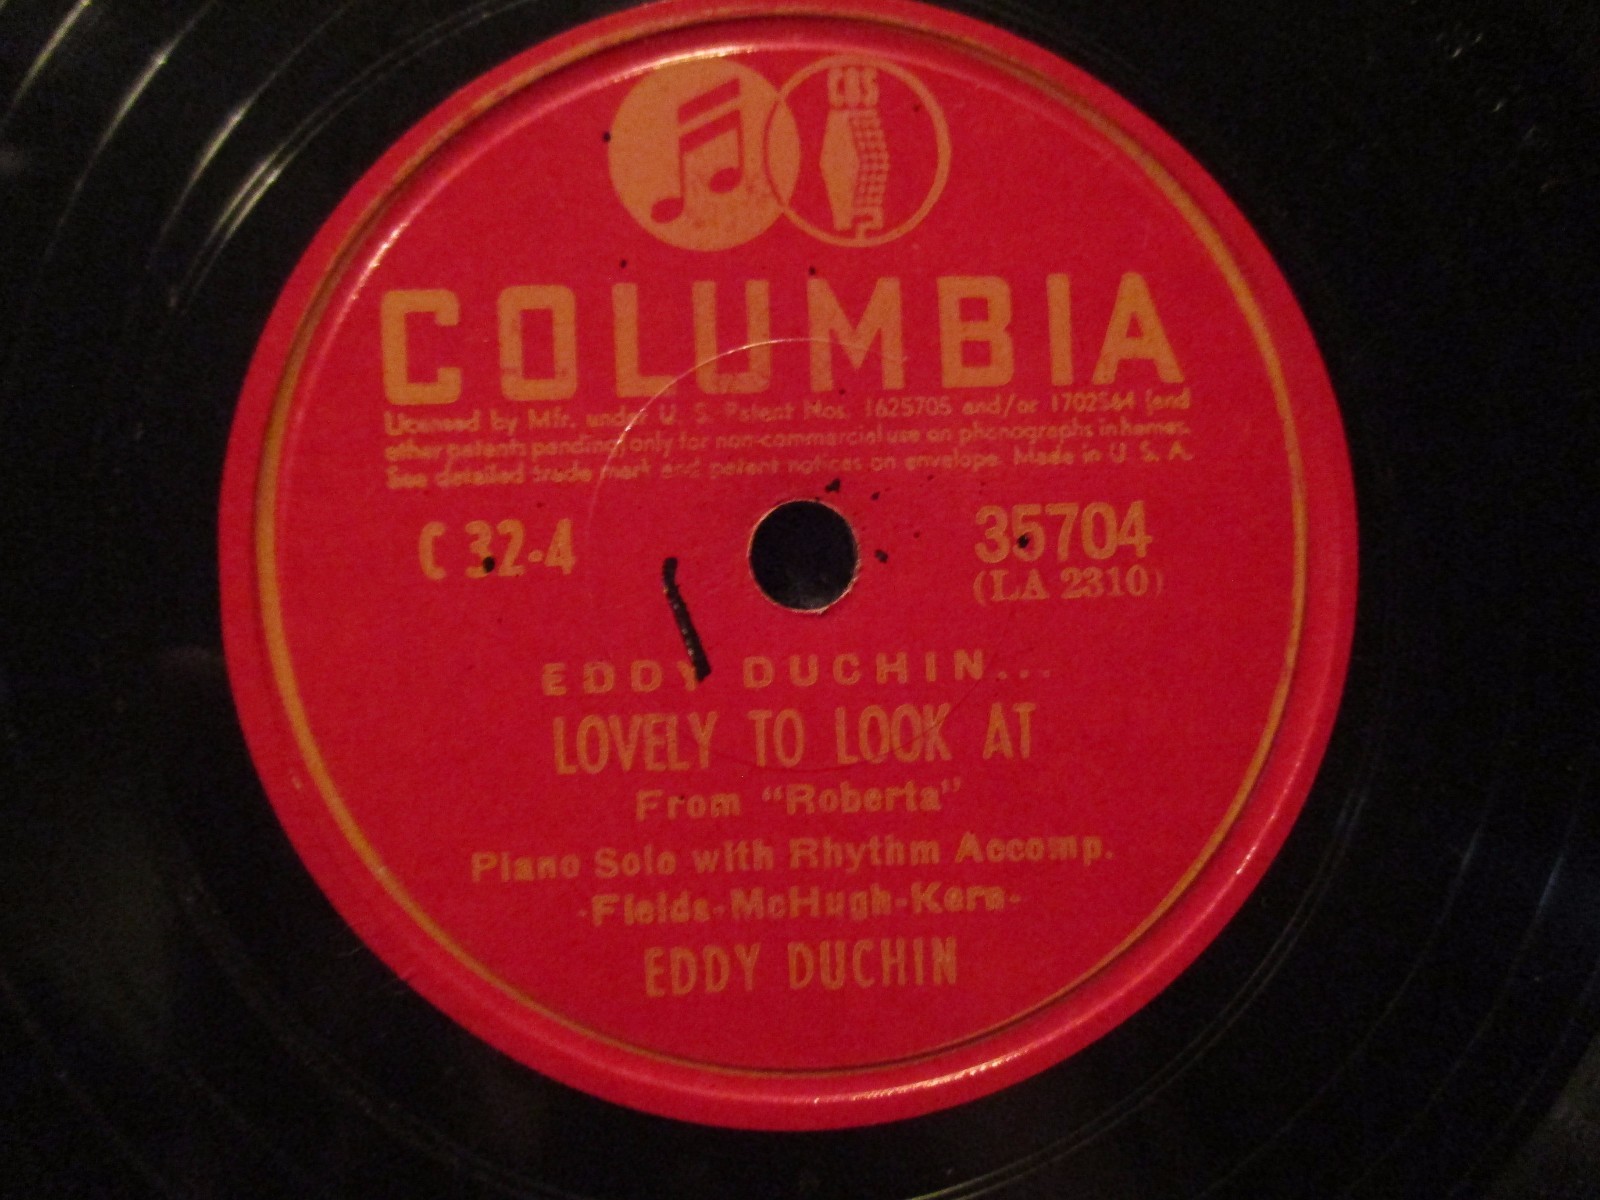 CBS
COLUMBIA
Licensed by Mfr. under U. S. Patent Nos. 1625705 and/or 1702564 (and
other patents pending) only for non-commercial use on phonographs in homes.
See detailed trade mark and patent notices on envelope. Made in U. S. A.
C 32-4
35704
(LA 2310)
EDDY DUCHIN...
LOVELY TO LOOK AT
From "Roberta"
Piano Solo with Rhythm Accomp.
-Fields-McHugh-Kern-
EDDY DUCHIN